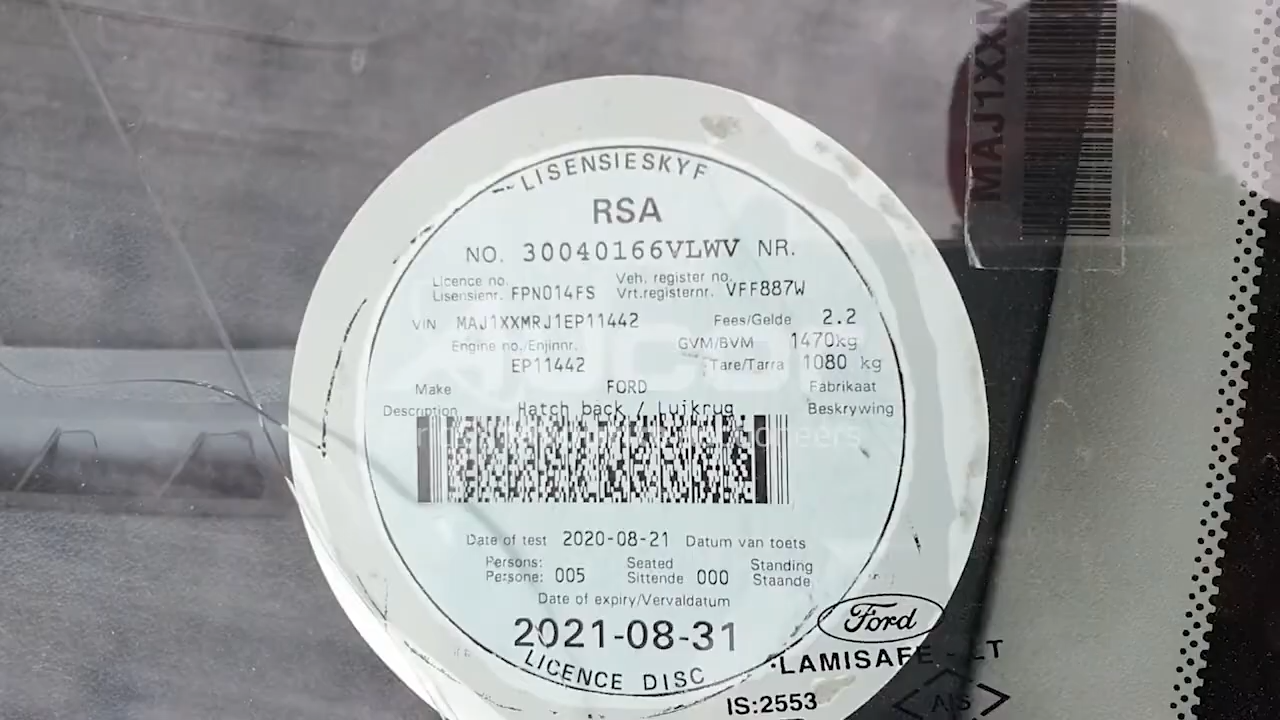 LISENSIESKYF
RSA
NO. 30040166VLWV NR.
Licence no. Veh. register no.
Lisensienr. FPN014FS Vrt.registernr. VFF887W
VIN MAJ1XXMRJ1EP11442 Fees/Gelde 2.2
Engine no./Enjinnr. GVM/BVM 1470kg
EP11442 Tare/Tarra 1080 kg
Make FORD Fabrikaat
Description Hatch back / Luikrug Beskrywing
Date of test 2020-08-21 Datum van toets
Persons: Seated Standing
Persone: 005 Sittende 000 Staande
Date of expiry/Vervaldatum
2021-08-31
LICENCE DISC
Ford
LAMISAFE - LT
IS:2553
AIS
MAJ1XXM